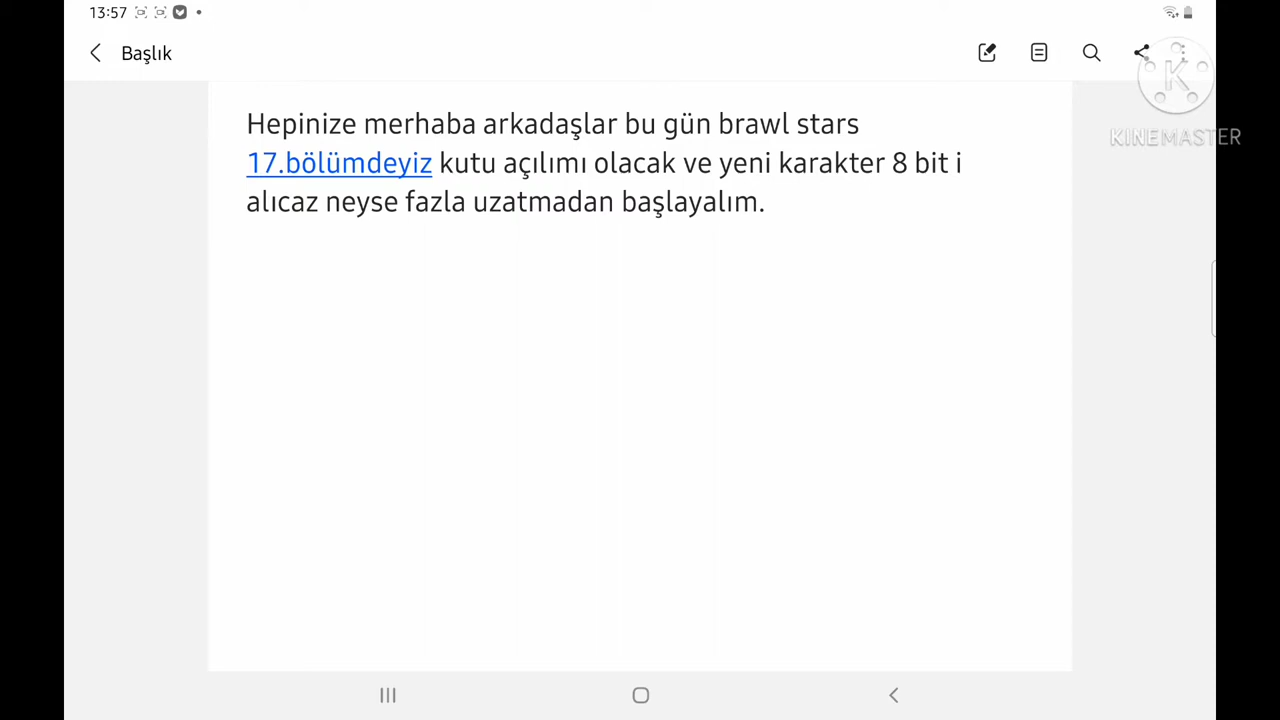 13:57
Başlık
KINEMASTER
Hepinize merhaba arkadaşlar bu gün brawl stars
17.bölümdeyiz kutu açılımı olacak ve yeni karakter 8 bit i
alıcaz neyse fazla uzatmadan başlayalım.